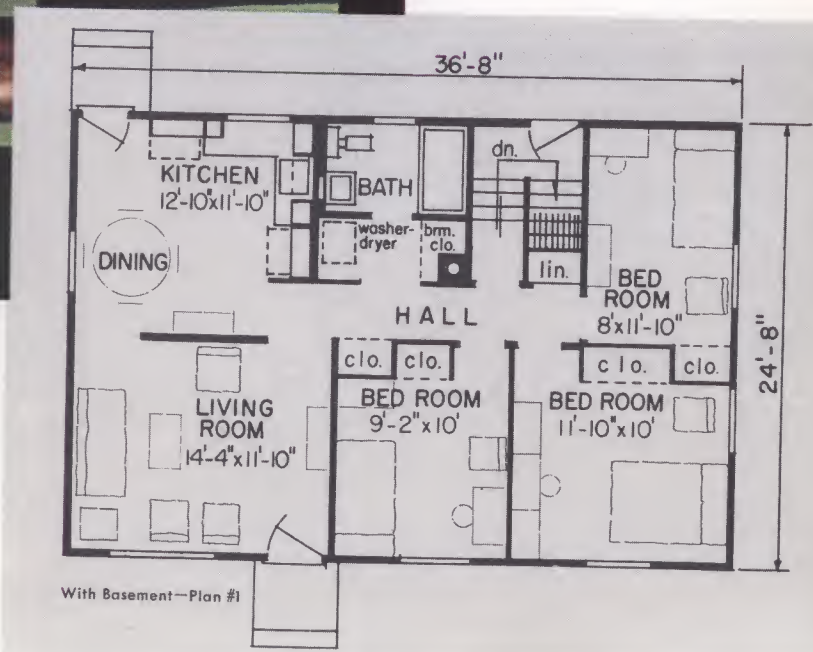 36'-8"
KITCHEN
12'-10"x11'-10"
DINING
BATH
dn.
washer-
dryer
brm.
clo.
lin.
BED
ROOM
8'x11'-10"
HALL
24'-8"
clo.
clo.
clo.
clo.
LIVING
ROOM
14'-4"x11'-10"
BED ROOM
9'-2"x10'
BED ROOM
11'-10"x10'
With Basement—Plan #1